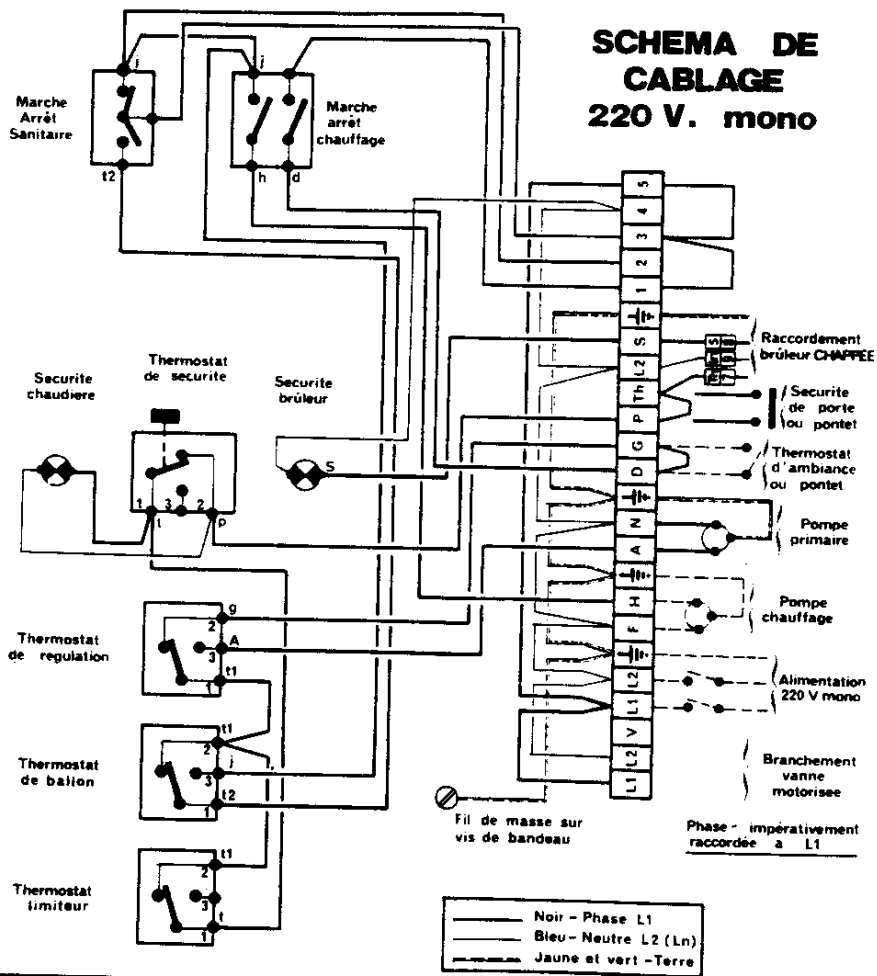 SCHEMA DE
CABLAGE
220 V. mono
j
j
Marche
Arrêt
Sanitaire
Marche
arrêt
chauffage
t2
h
d
5
4
3
2
1
S
L2
Th
P
G
D
N
A
H
F
L2
L1
V
L2
L1
Raccordement
brûleur CHAPPÉE
Securite
de porte
ou pontet
Thermostat
d'ambiance
ou pontet
Pompe
primaire
Pompe
chauffage
Alimentation
220 V mono
Branchement
vanne
motorisee
Phase - impérativement
raccordée a L1
Securite
chaudiere
Thermostat
de securite
Securite
brûleur
S
1
3
2
t
p
Thermostat
de regulation
g
2
A
3
t1
1
Thermostat
de ballon
t1
2
j
3
t2
1
Thermostat
limiteur
t1
2
3
t
1
Fil de masse sur
vis de bandeau
Noir - Phase L1
Bleu - Neutre L2 (Ln)
Jaune et vert - Terre